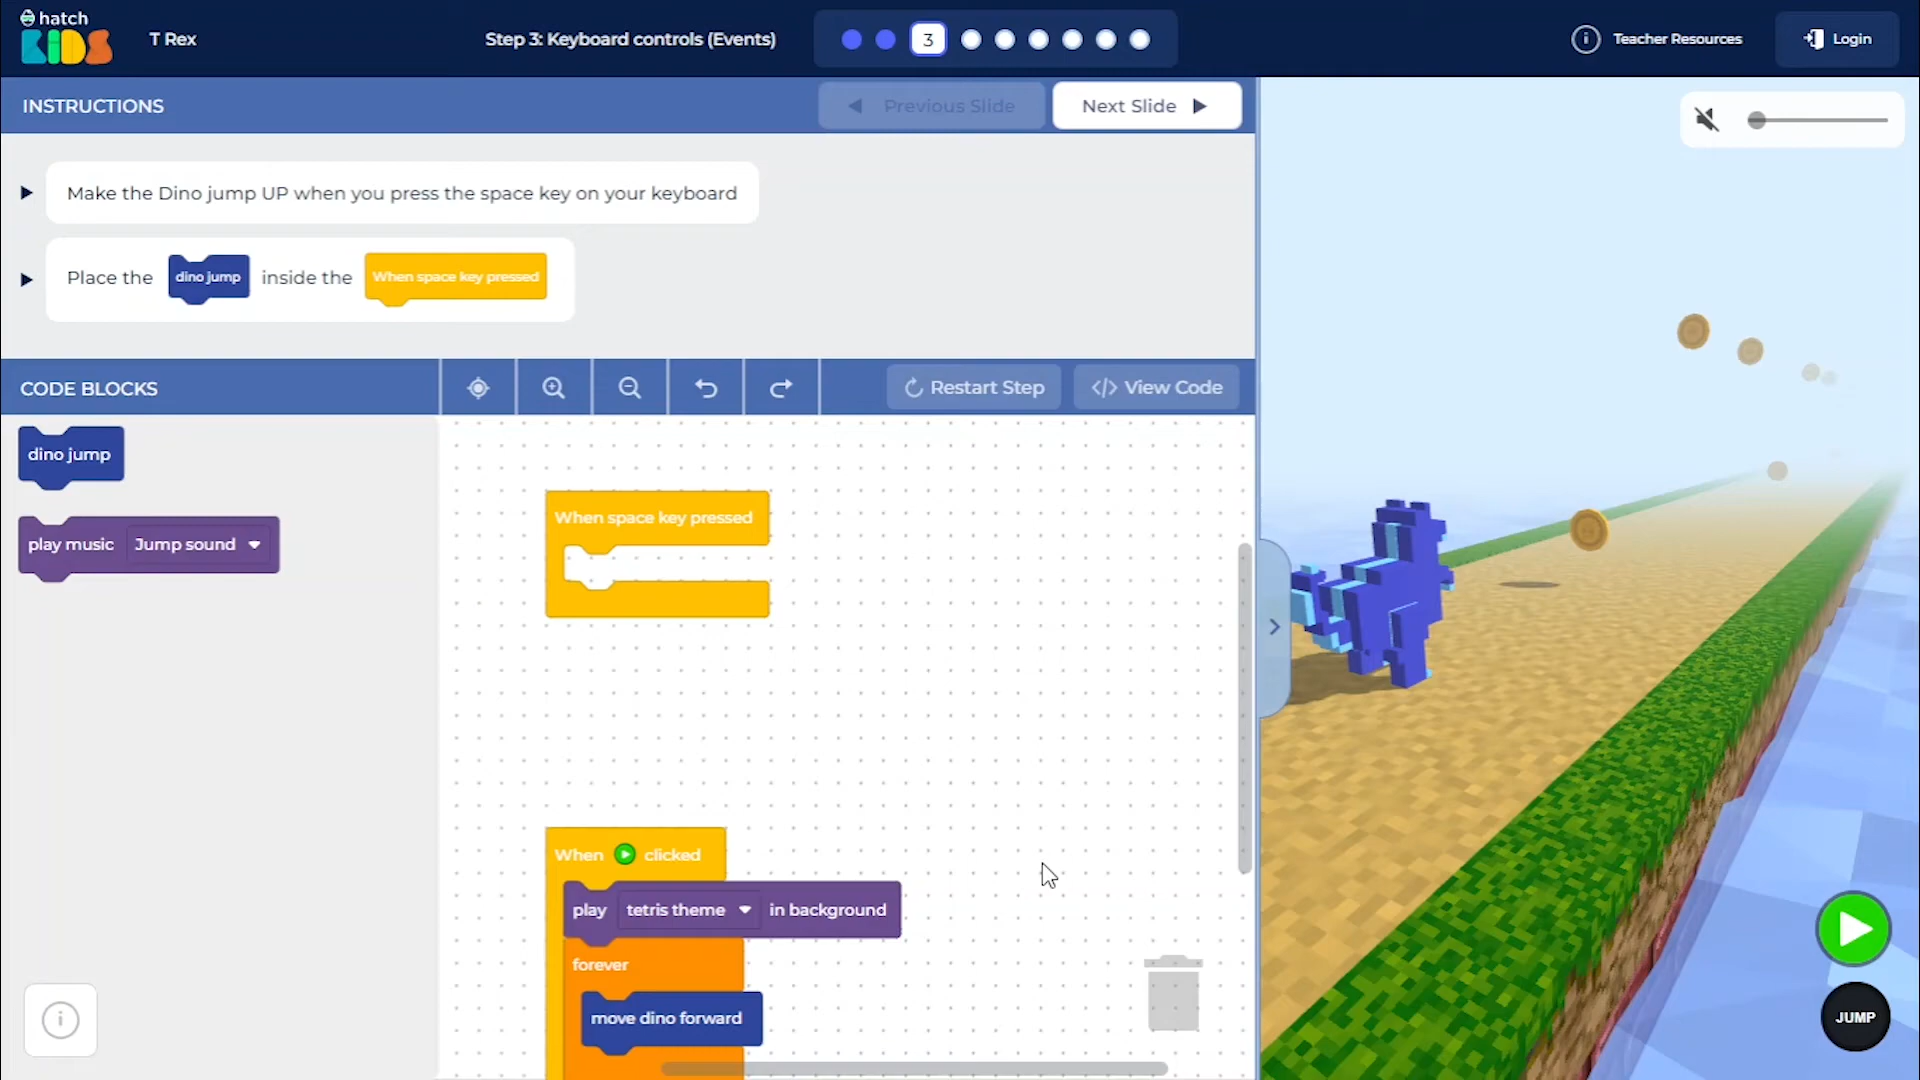 hatch
KIDS
T Rex
Step 3: Keyboard controls (Events)
3
Teacher Resources
Login
INSTRUCTIONS
Previous Slide
Next Slide
Make the Dino jump UP when you press the space key on your keyboard
Place the dino jump inside the When space key pressed
CODE BLOCKS
Restart Step
</> View Code
dino jump
play music Jump sound
When space key pressed
When clicked
play tetris theme in background
forever
move dino forward
JUMP